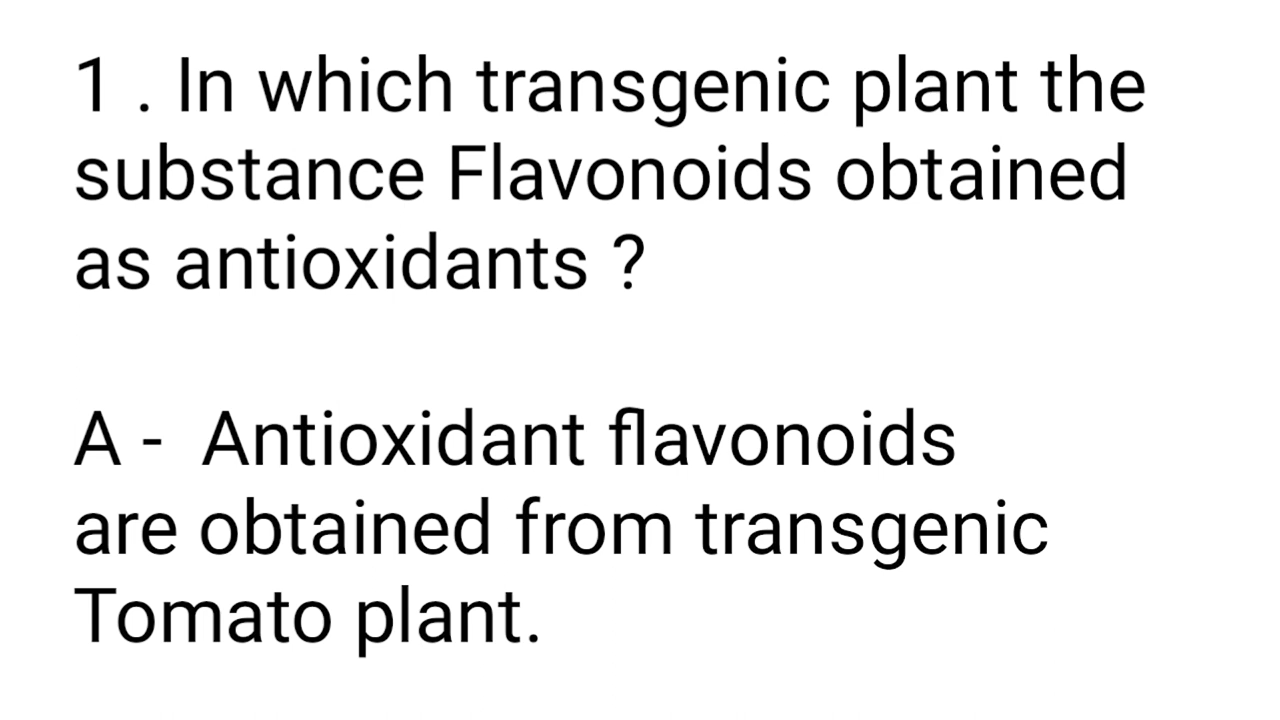 1 . In which transgenic plant the
substance Flavonoids obtained
as antioxidants ?
A -  Antioxidant flavonoids
are obtained from transgenic
Tomato plant.